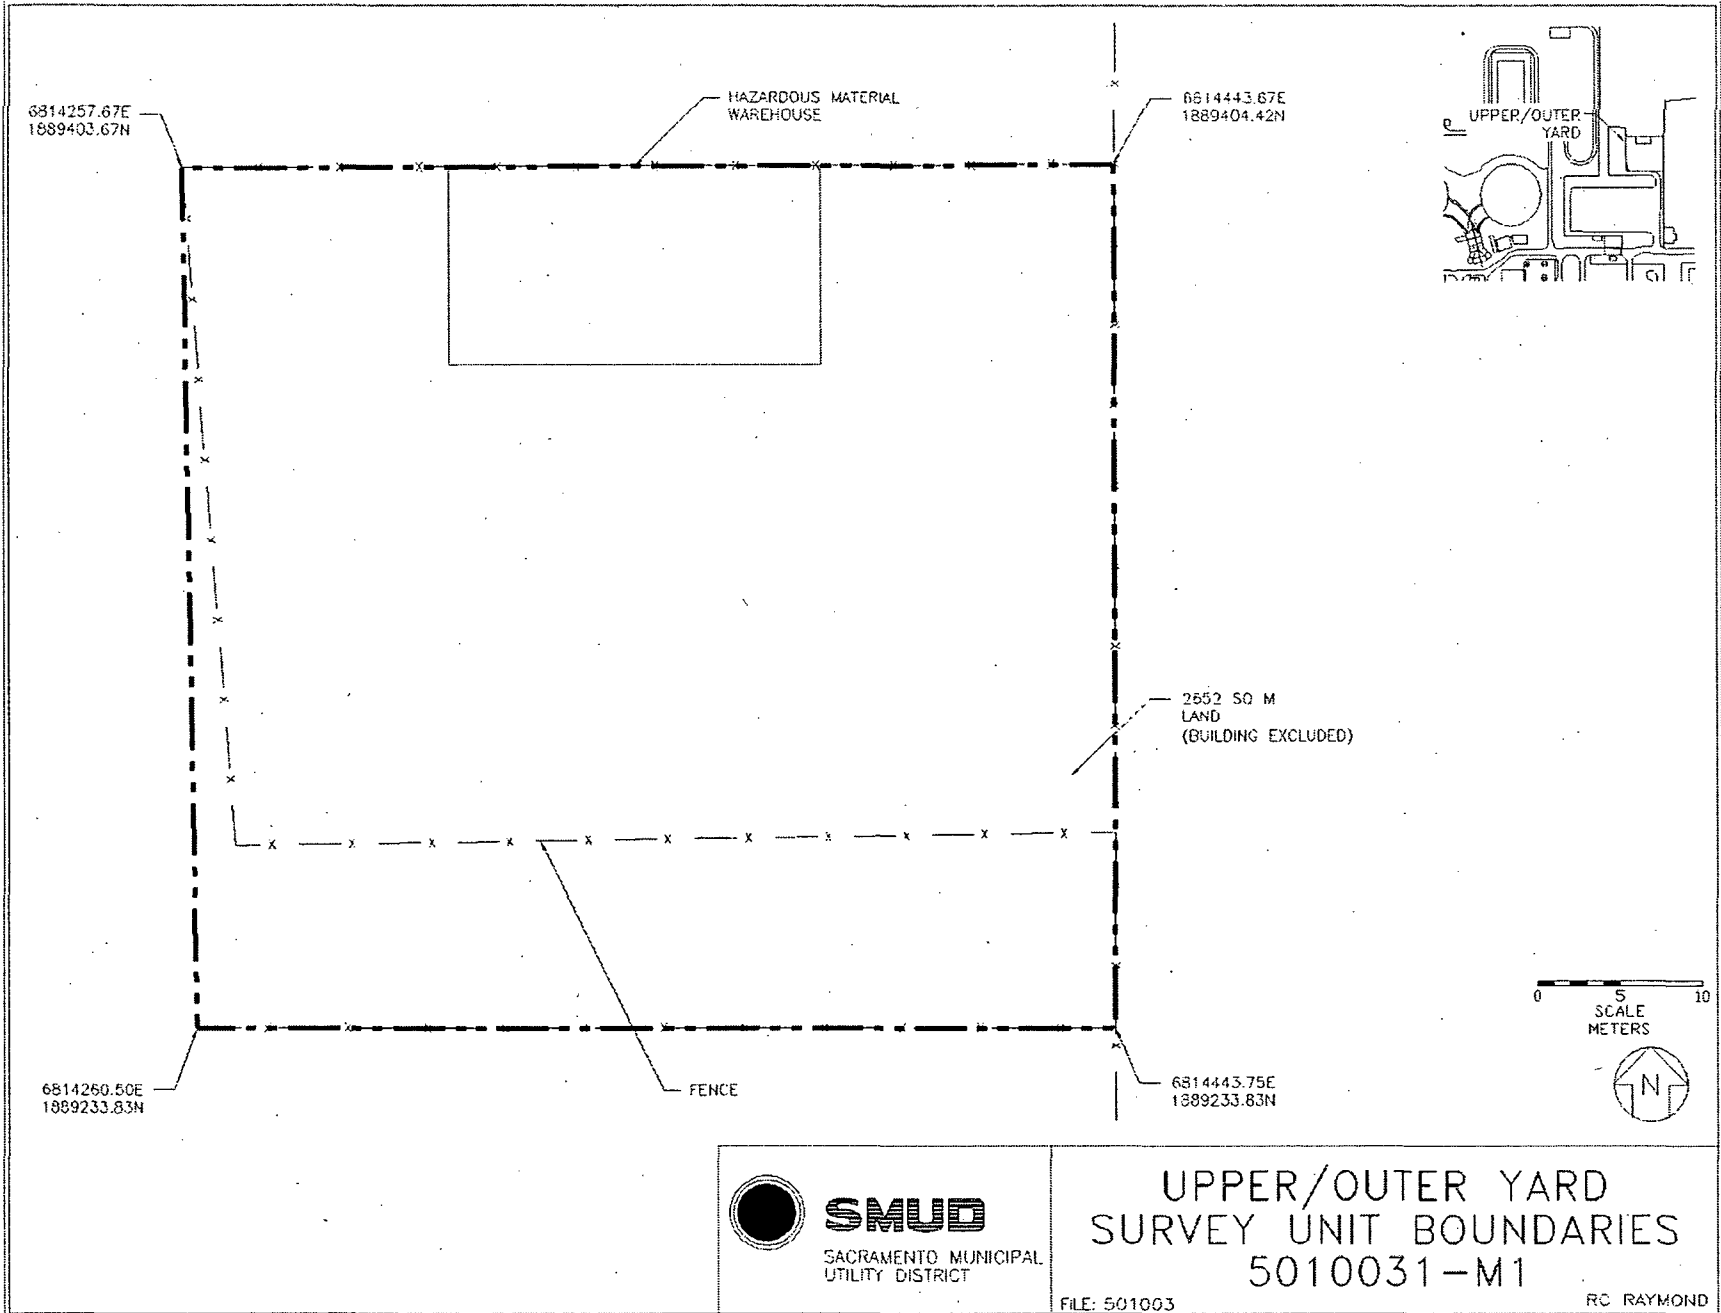 6814257.67E
1889403.67N
HAZARDOUS MATERIAL
WAREHOUSE
6814443.67E
1889404.42N
UPPER/OUTER
YARD
2652 SQ M
LAND
(BUILDING EXCLUDED)
0 5 10
SCALE
METERS
N
6814260.50E
1889233.83N
FENCE
6814443.75E
1889233.83N
SMUD
SACRAMENTO MUNICIPAL
UTILITY DISTRICT
UPPER/OUTER YARD
SURVEY UNIT BOUNDARIES
5010031-M1
FILE: 501003
RC RAYMOND